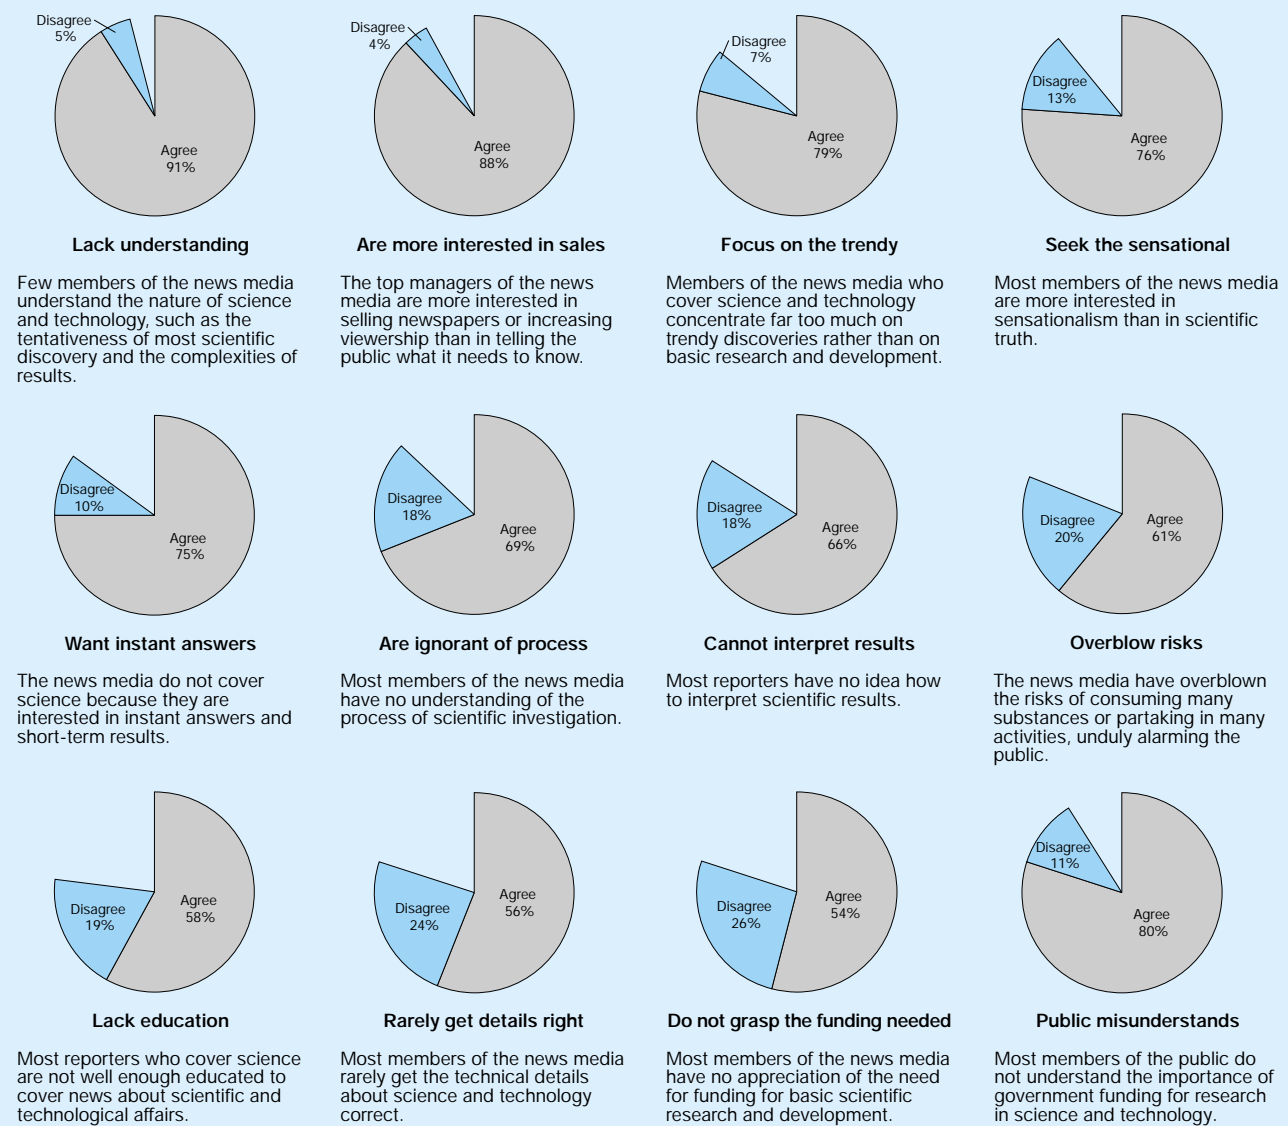 Disagree
5%
Agree
91%
Lack understanding
Few members of the news media
understand the nature of science
and technology, such as the
tentativeness of most scientific
discovery and the complexities of
results.
Disagree
4%
Agree
88%
Are more interested in sales
The top managers of the news
media are more interested in
selling newspapers or increasing
viewership than in telling the
public what it needs to know.
Disagree
7%
Agree
79%
Focus on the trendy
Members of the news media who
cover science and technology
concentrate far too much on
trendy discoveries rather than on
basic research and development.
Disagree
13%
Agree
76%
Seek the sensational
Most members of the news media
are more interested in
sensationalism than in scientific
truth.
Disagree
10%
Agree
75%
Want instant answers
The news media do not cover
science because they are
interested in instant answers and
short-term results.
Disagree
18%
Agree
69%
Are ignorant of process
Most members of the news media
have no understanding of the
process of scientific investigation.
Disagree
18%
Agree
66%
Cannot interpret results
Most reporters have no idea how
to interpret scientific results.
Disagree
20%
Agree
61%
Overblow risks
The news media have overblown
the risks of consuming many
substances or partaking in many
activities, unduly alarming the
public.
Disagree
19%
Agree
58%
Lack education
Most reporters who cover science
are not well enough educated to
cover news about scientific and
technological affairs.
Disagree
24%
Agree
56%
Rarely get details right
Most members of the news media
rarely get the technical details
about science and technology
correct.
Disagree
26%
Agree
54%
Do not grasp the funding needed
Most members of the news media
have no appreciation of the need
for funding for basic scientific
research and development.
Disagree
11%
Agree
80%
Public misunderstands
Most members of the public do
not understand the importance of
government funding for research
in science and technology.